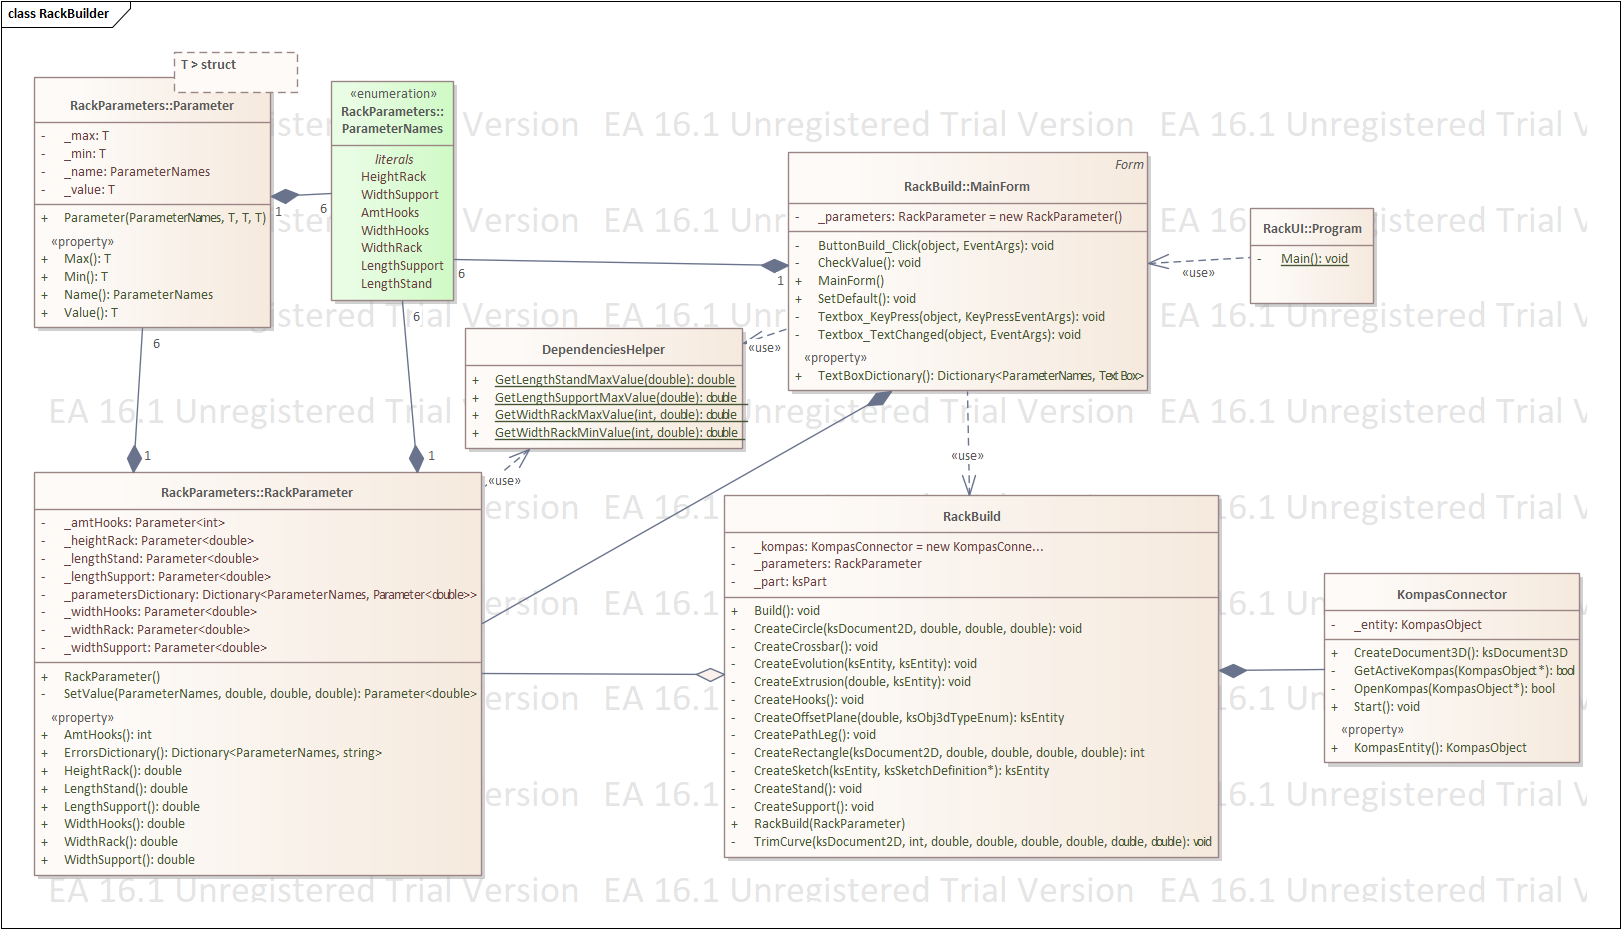 class RackBuilder
T > struct
RackParameters::Parameter
- _max: T
- _min: T
- _name: ParameterNames
- _value: T
+ Parameter(ParameterNames, T, T, T)
«property»
+ Max(): T
+ Min(): T
+ Name(): ParameterNames
+ Value(): T
«enumeration»
RackParameters::
ParameterNames
literals
HeightRack
WidthSupport
AmtHooks
WidthHooks
WidthRack
LengthSupport
LengthStand
1
6
6
1
6
6
1
1
Form
RackBuild::MainForm
- _parameters: RackParameter = new RackParameter()
- ButtonBuild_Click(object, EventArgs): void
- CheckValue(): void
+ MainForm()
- SetDefault(): void
- Textbox_KeyPress(object, KeyPressEventArgs): void
- Textbox_TextChanged(object, EventArgs): void
«property»
+ TextBoxDictionary(): Dictionary<ParameterNames, TextBox>
RackUI::Program
- Main(): void
«use»
«use»
«use»
«use»
DependenciesHelper
+ GetLengthStandMaxValue(double): double
+ GetLengthSupportMaxValue(double): double
+ GetWidthRackMaxValue(int, double): double
+ GetWidthRackMinValue(int, double): double
RackParameters::RackParameter
- _amtHooks: Parameter<int>
- _heightRack: Parameter<double>
- _lengthStand: Parameter<double>
- _lengthSupport: Parameter<double>
- _parametersDictionary: Dictionary<ParameterNames, Parameter<double>>
- _widthHooks: Parameter<double>
- _widthRack: Parameter<double>
- _widthSupport: Parameter<double>
+ RackParameter()
- SetValue(ParameterNames, double, double, double): Parameter<double>
«property»
+ AmtHooks(): int
+ ErrorsDictionary(): Dictionary<ParameterNames, string>
+ HeightRack(): double
+ LengthStand(): double
+ LengthSupport(): double
+ WidthHooks(): double
+ WidthRack(): double
+ WidthSupport(): double
RackBuild
- _kompas: KompasConnector = new KompasConne...
- _parameters: RackParameter
- _part: ksPart
+ Build(): void
- CreateCircle(ksDocument2D, double, double, double): void
- CreateCrossbar(): void
- CreateEvolution(ksEntity, ksEntity): void
- CreateExtrusion(double, ksEntity): void
- CreateHooks(): void
- CreateOffsetPlane(double, ksObj3dTypeEnum): ksEntity
- CreatePathLeg(): void
- CreateRectangle(ksDocument2D, double, double, double, double): int
- CreateSketch(ksEntity, ksSketchDefinition*): ksEntity
- CreateStand(): void
- CreateSupport(): void
+ RackBuild(RackParameter)
- TrimCurve(ksDocument2D, int, double, double, double, double, double, double): void
KompasConnector
- _entity: KompasObject
+ CreateDocument3D(): ksDocument3D
- GetActiveKompas(KompasObject*): bool
- OpenKompas(KompasObject*): bool
+ Start(): void
«property»
+ KompasEntity(): KompasObject
EA 16.1 Unregistered Trial Version